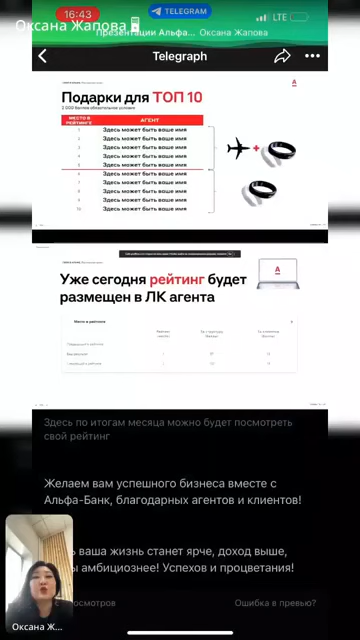 16:43
TELEGRAM
LTE
Оксана Жапова
Презентации Альфа... Оксана Жапова
Telegraph
Подарки для ТОП 10
МЕСТО В РЕЙТИНГЕ
АГЕНТ
1 Здесь может быть ваше имя
2 Здесь может быть ваше имя
3 Здесь может быть ваше имя
4 Здесь может быть ваше имя
5 Здесь может быть ваше имя
6 Здесь может быть ваше имя
7 Здесь может быть ваше имя
8 Здесь может быть ваше имя
9 Здесь может быть ваше имя
10 Здесь может быть ваше имя
Уже сегодня рейтинг будет
размещен в ЛК агента
Место в рейтинге
Здесь по итогам месяца можно будет посмотреть
свой рейтинг
Желаем вам успешного бизнеса вместе с
Альфа-Банк, благодарных агентов и клиентов!
ваша жизнь станет ярче, доход выше,
амбициознее! Успехов и процветания!
Ошибка в превью?
Оксана Ж...